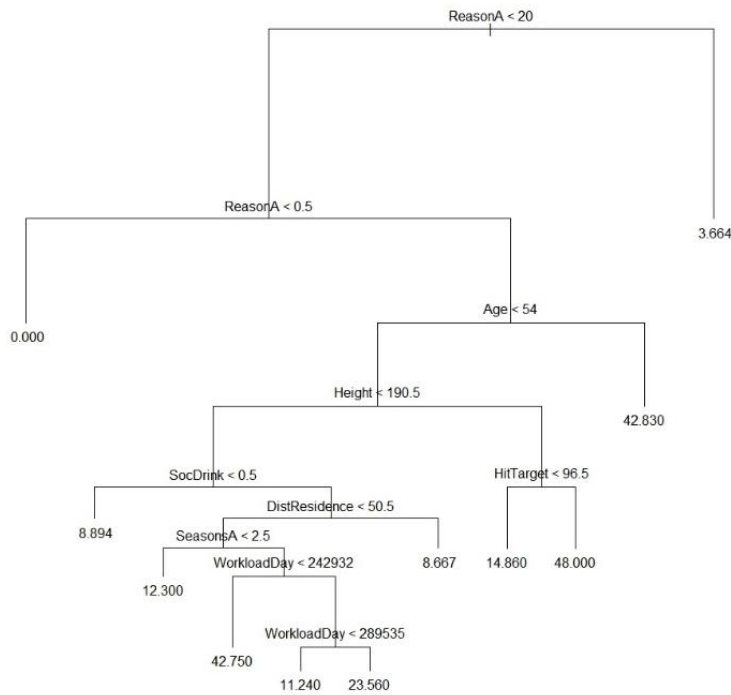 ReasonA < 20
ReasonA < 0.5
3.664
Age < 54
0.000
Height < 190.5
42.830
SocDrink < 0.5
HitTarget < 96.5
DistResidence < 50.5
8.894
SeasonsA < 2.5
WorkloadDay < 242932
8.667
14.860
48.000
12.300
WorkloadDay < 289535
42.750
11.240
23.560